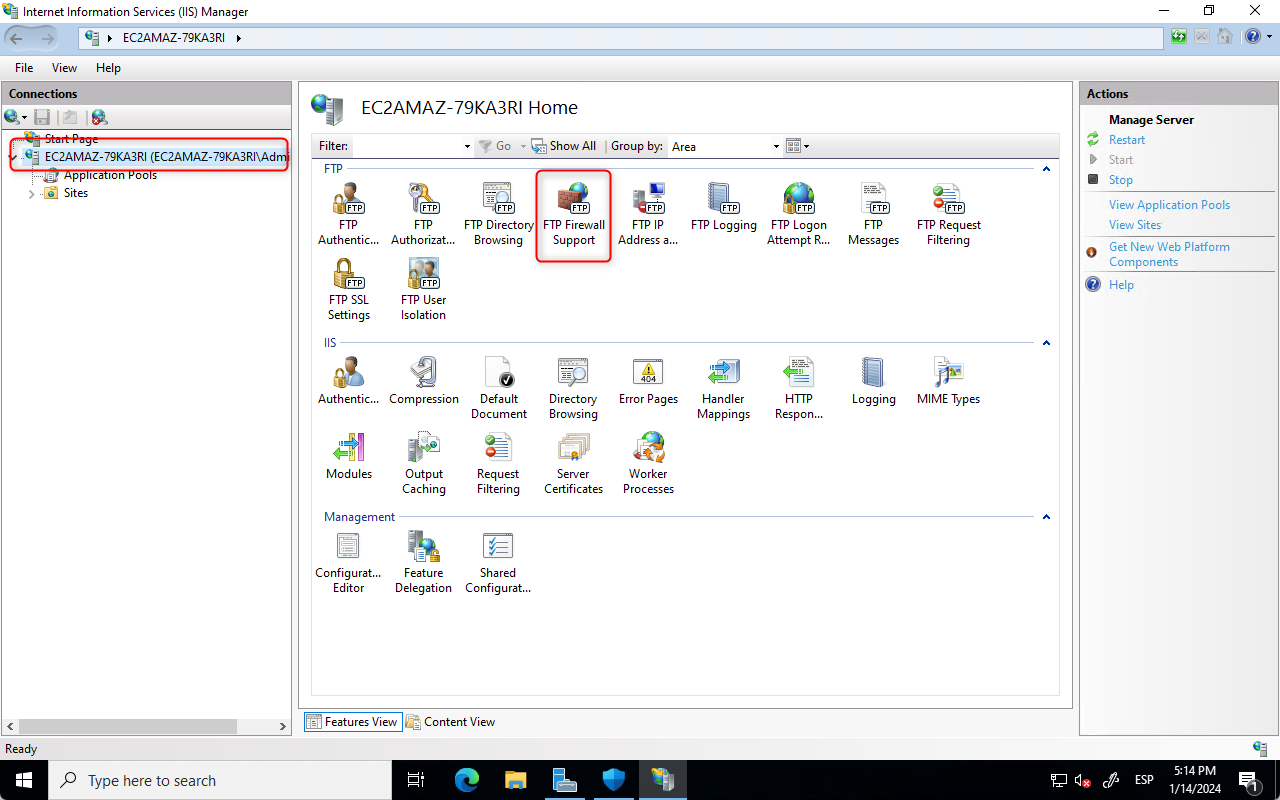 Internet Information Services (IIS) Manager
EC2AMAZ-79KA3RI
File View Help
Connections
Start Page
EC2AMAZ-79KA3RI (EC2AMAZ-79KA3RI\Admi
Application Pools
Sites
EC2AMAZ-79KA3RI Home
Filter: Go Show All Group by: Area
FTP
FTP Authentic...
FTP Authorizat...
FTP Directory Browsing
FTP Firewall Support
FTP IP Address a...
FTP Logging
FTP Logon Attempt R...
FTP Messages
FTP Request Filtering
FTP SSL Settings
FTP User Isolation
IIS
Authentic...
Compression
Default Document
Directory Browsing
Error Pages
Handler Mappings
HTTP Respon...
Logging
MIME Types
Modules
Output Caching
Request Filtering
Server Certificates
Worker Processes
Management
Configurat... Editor
Feature Delegation
Shared Configurat...
Features View
Content View
Actions
Manage Server
Restart
Start
Stop
View Application Pools
View Sites
Get New Web Platform
Components
Help
Ready
Type here to search
ESP
5:14 PM
1/14/2024
1